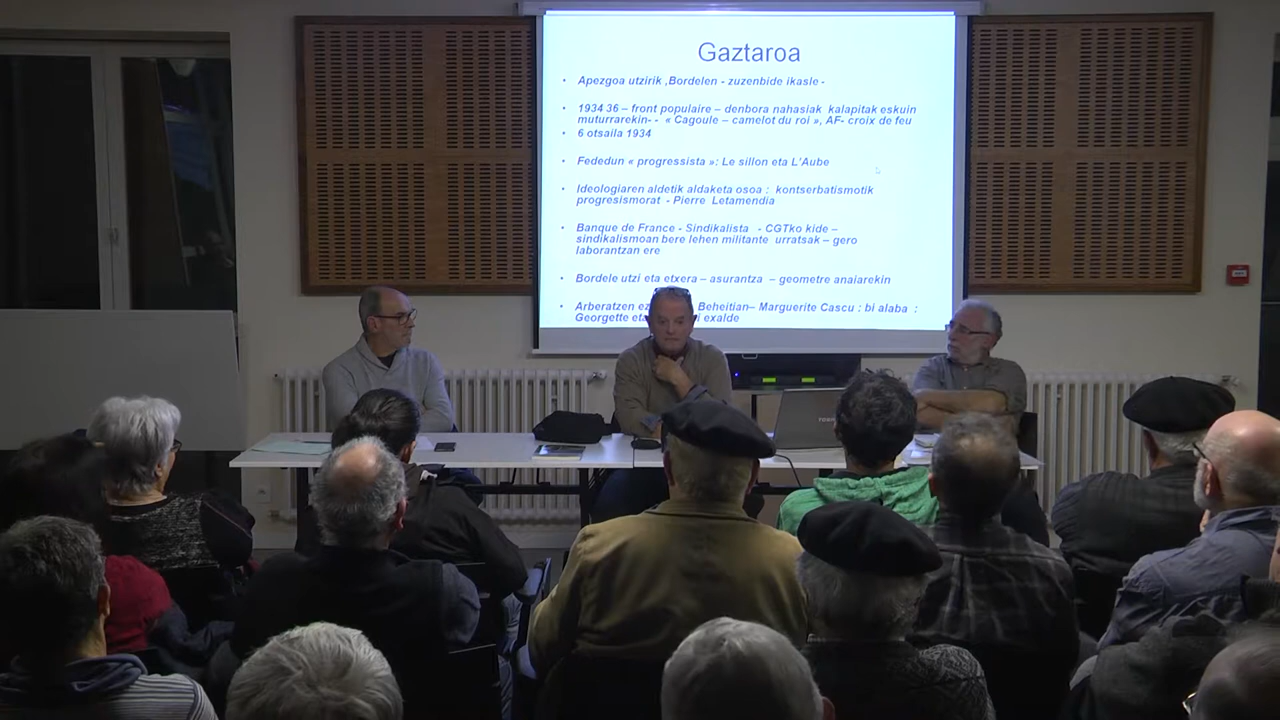 Gaztaroa
• Apezgoa utzirik ,Bordelen - zuzenbide ikasle -
• 1934 36 – front populaire – denbora nahasiak kalapitak eskuin
muturrarekin- - « Cagoule – camelot du roi », AF- croix de feu
• 6 otsaila 1934
• Fededun « progressista »: Le sillon eta L'Aube
• Ideologiaren aldetik aldaketa osoa : kontserbatismotik
progresismorat - Pierre Letamendia
• Banque de France - Sindikalista - CGTko kide –
sindikalismoan bere lehen militante urratsak – gero
laborantzan ere
• Bordele utzi eta etxera – asurantza – geometre anaiarekin
• Arberatzen Beheitian– Marguerite Cascu : bi alaba :
Georgette exalde